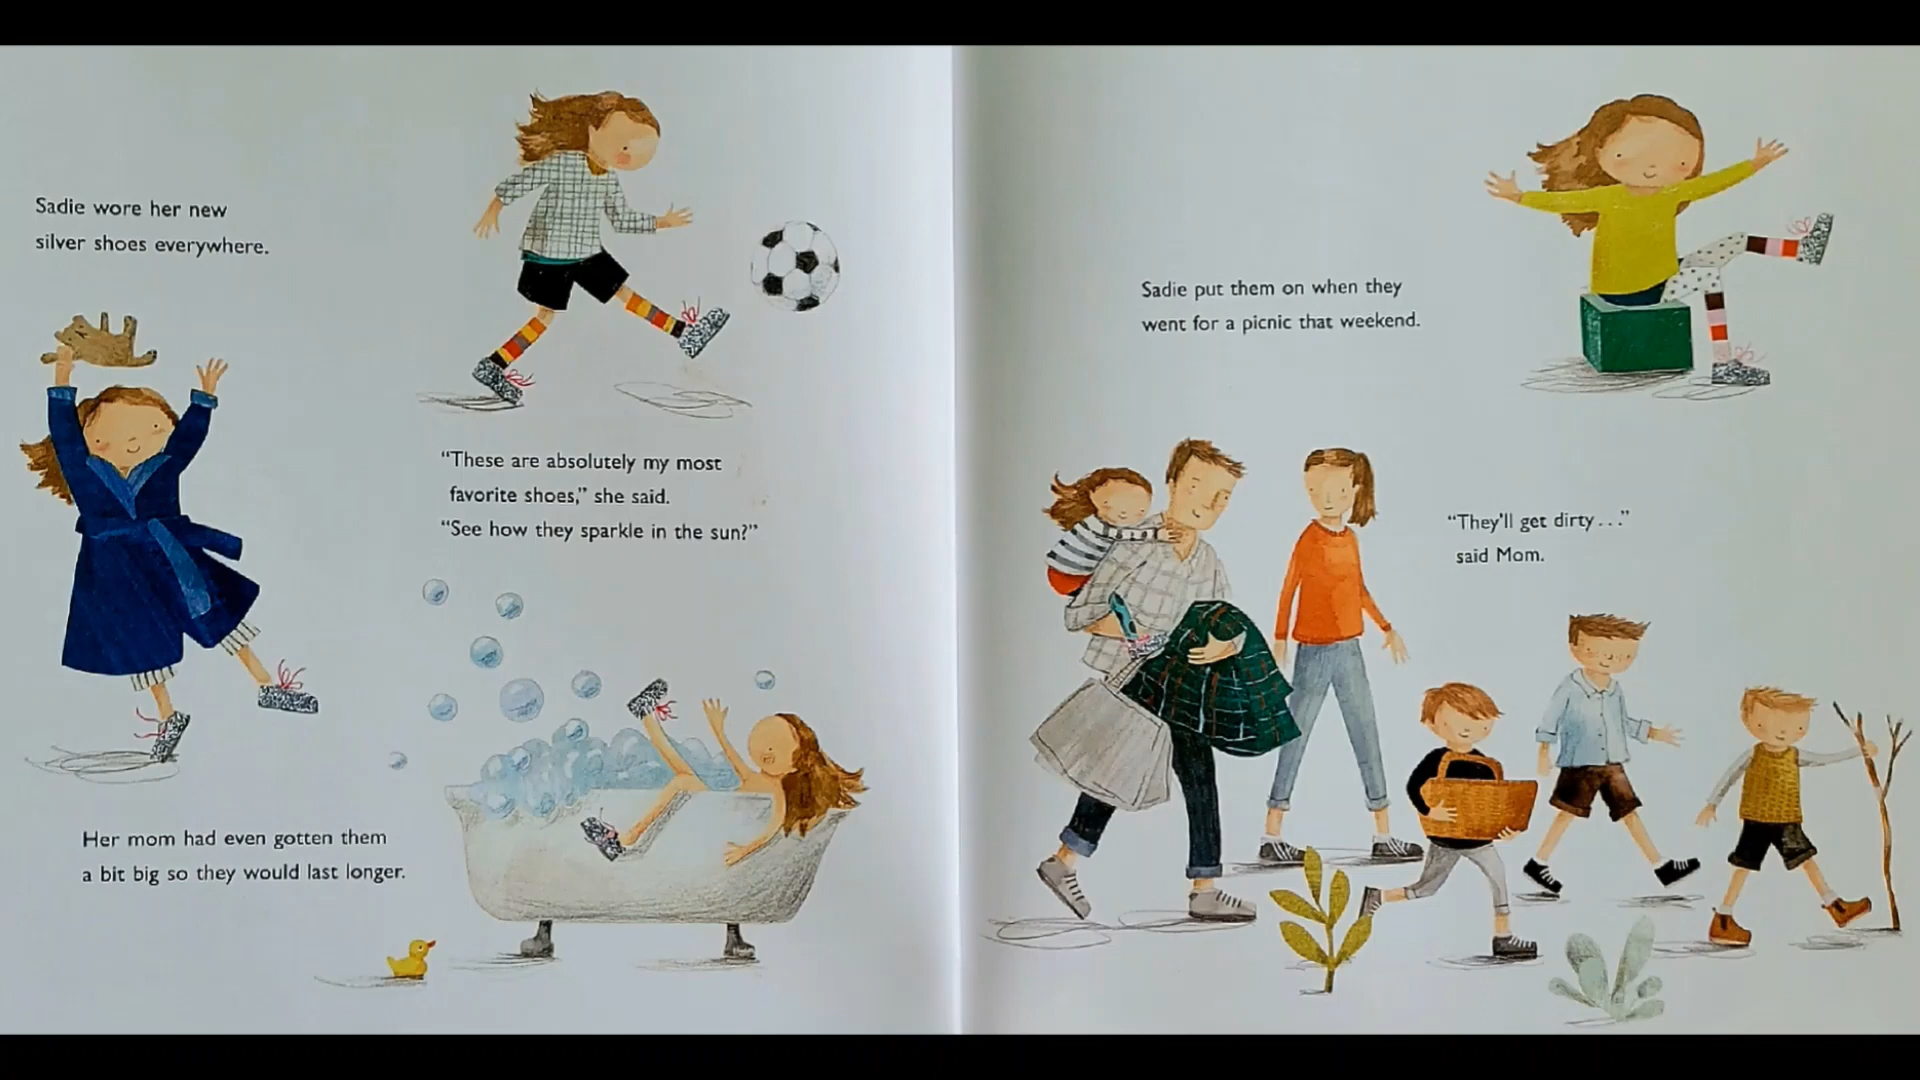 Sadie wore her new
silver shoes everywhere.
“These are absolutely my most
favorite shoes,” she said.
“See how they sparkle in the sun?”
Her mom had even gotten them
a bit big so they would last longer.
Sadie put them on when they
went for a picnic that weekend.
“They’ll get dirty . . .”
said Mom.